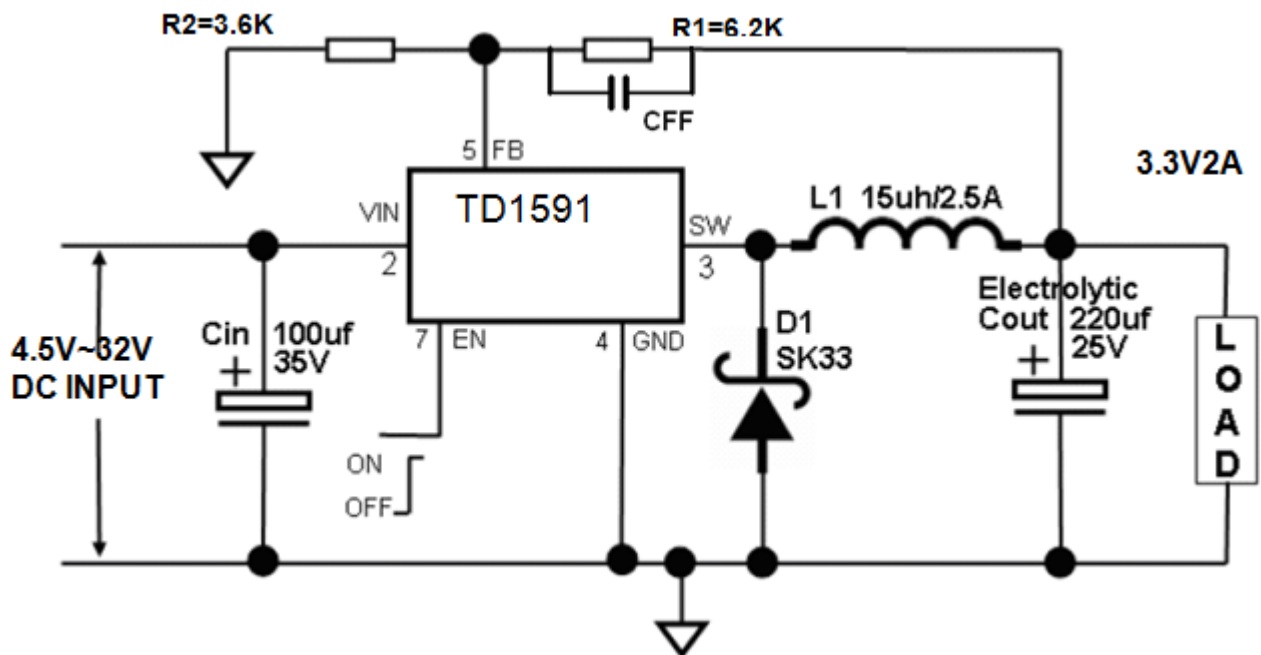 R2=3.6K
R1=6.2K
CFF
5 FB
3.3V2A
TD1591
L1 15uh/2.5A
VIN
SW
2
3
Electrolytic
Cout 220uf
25V
D1
SK33
7 EN
4 GND
Cin 100uf
35V
+
+
4.5V~32V
DC INPUT
ON
OFF
LOAD